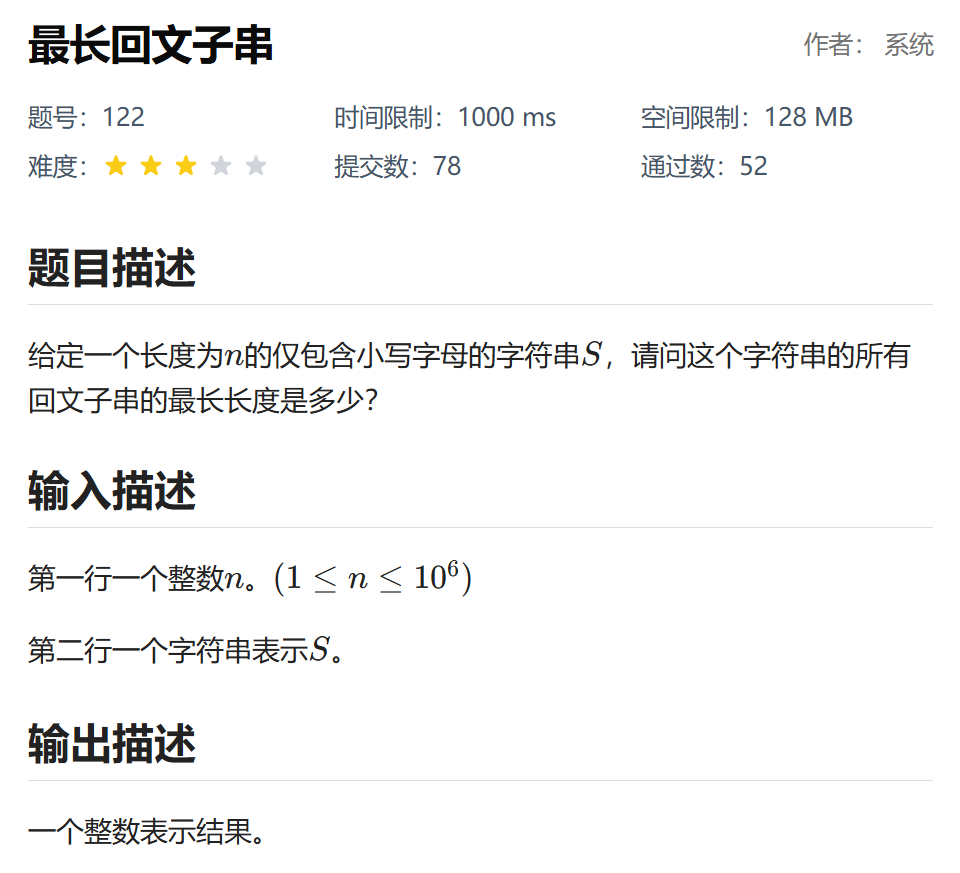 最长回文子串
作者： 系统
题号：122
时间限制：1000 ms
空间限制：128 MB
难度：
提交数：78
通过数：52
题目描述
给定一个长度为n的仅包含小写字母的字符串S，请问这个字符串的所有
回文子串的最长长度是多少？
输入描述
第一行一个整数n。(1 ≤ n ≤ 10⁶)
第二行一个字符串表示S。
输出描述
一个整数表示结果。